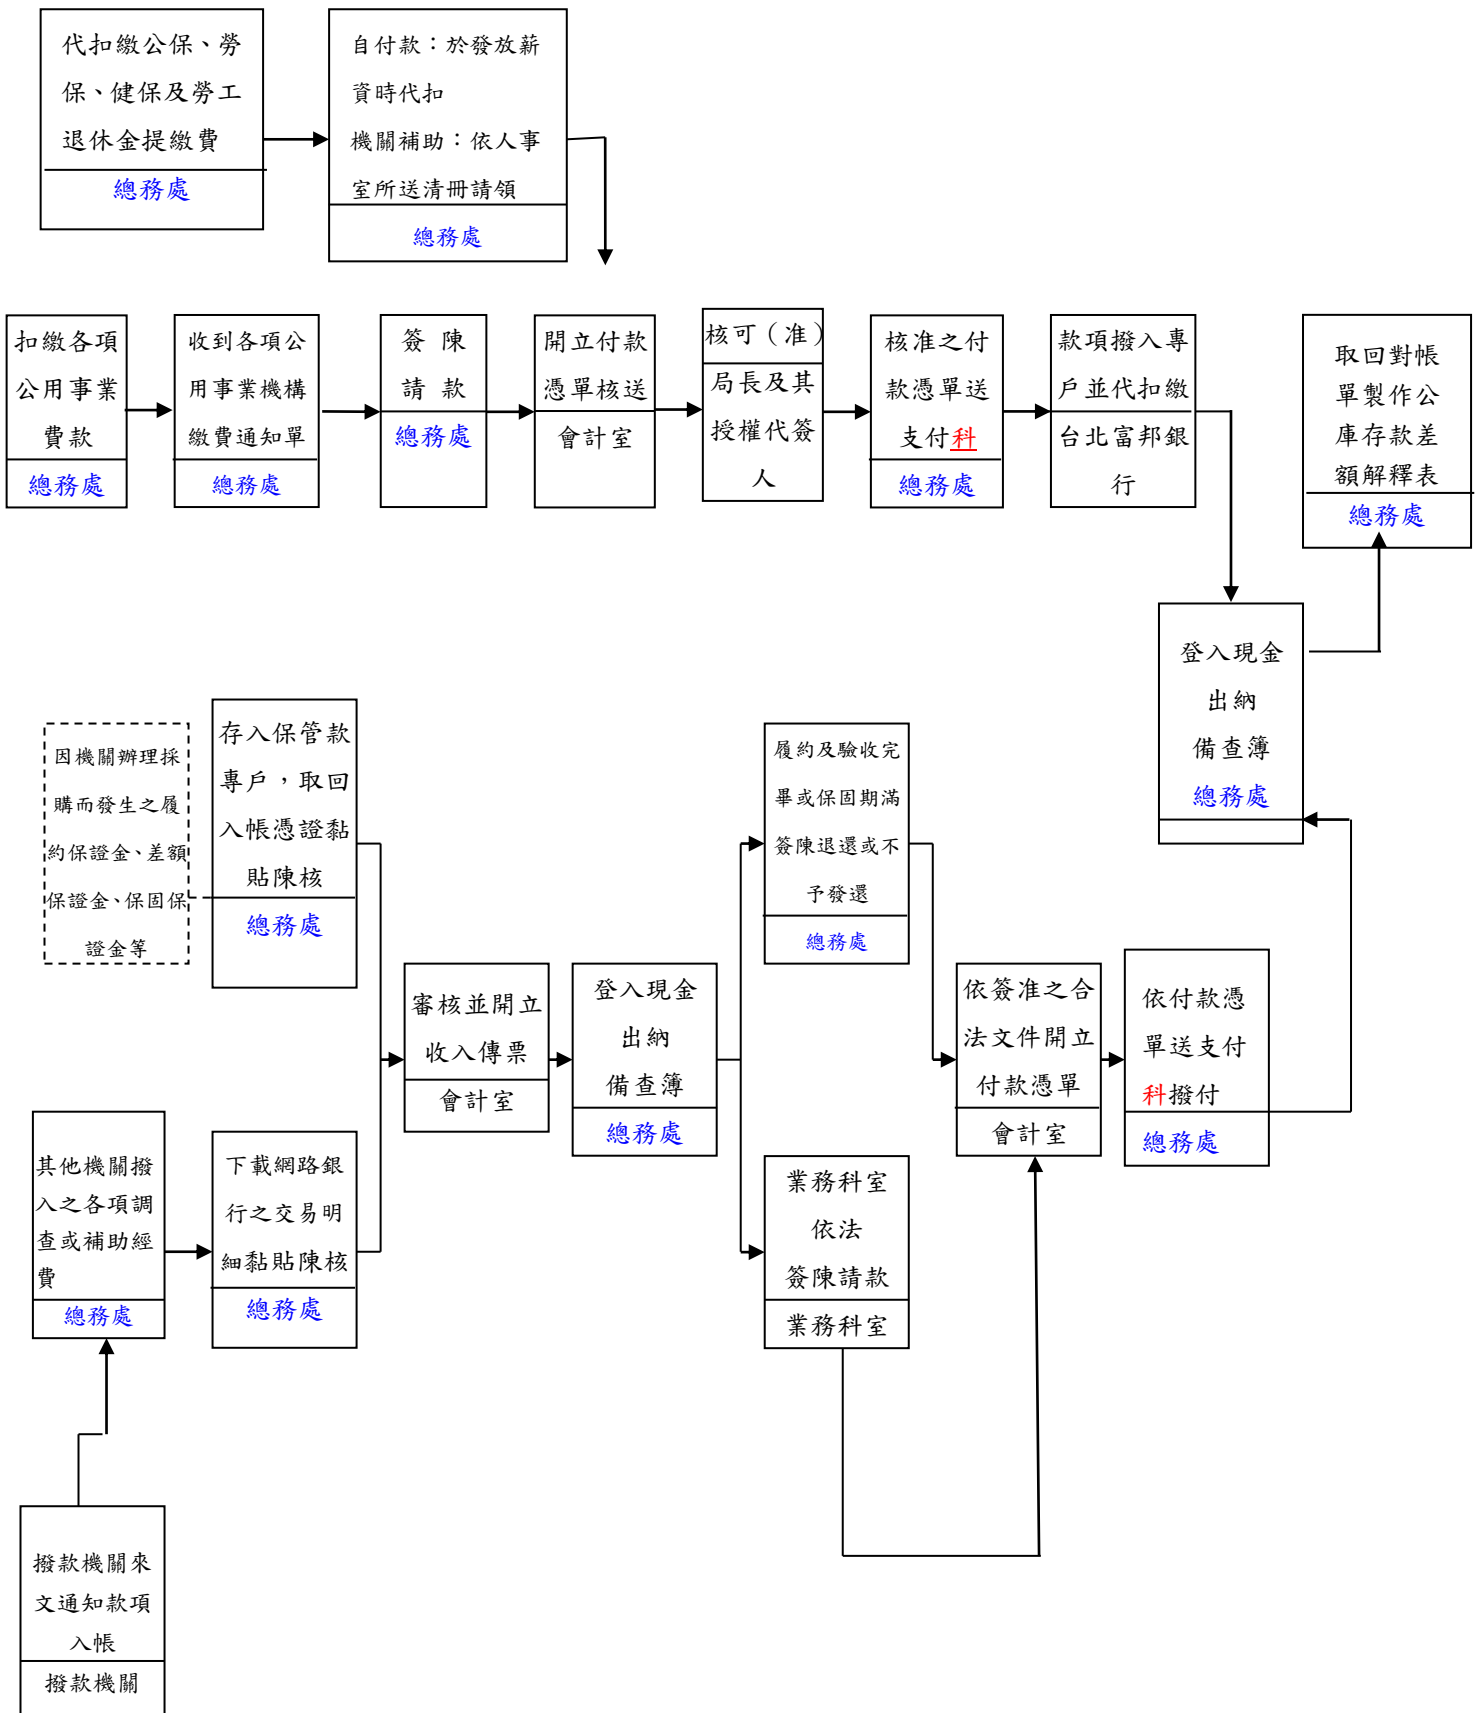 代扣繳公保、勞
保、健保及勞工
退休金提繳費
總務處
自付款：於發放薪
資時代扣
機關補助：依人事
室所送清冊請領
總務處
扣繳各項
公用事業
費款
總務處
收到各項公
用事業機構
繳費通知單
總務處
簽 陳
請 款
總務處
開立付款
憑單核送
會計室
核可（准）
局長及其
授權代簽
人
核准之付
款憑單送
支付科
總務處
款項撥入專
戶並代扣繳
台北富邦銀
行
取回對帳
單製作公
庫存款差
額解釋表
總務處
登入現金
出納
備查簿
總務處
因機關辦理採
購而發生之履
約保證金、差額
保證金、保固保
證金等
存入保管款
專戶，取回
入帳憑證黏
貼陳核
總務處
履約及驗收完
畢或保固期滿
簽陳退還或不
予發還
總務處
審核並開立
收入傳票
會計室
登入現金
出納
備查簿
總務處
依簽准之合
法文件開立
付款憑單
會計室
依付款憑
單送支付
科撥付
總務處
其他機關撥
入之各項調
查或補助經
費
總務處
下載網路銀
行之交易明
細黏貼陳核
總務處
業務科室
依法
簽陳請款
業務科室
撥款機關來
文通知款項
入帳
撥款機關